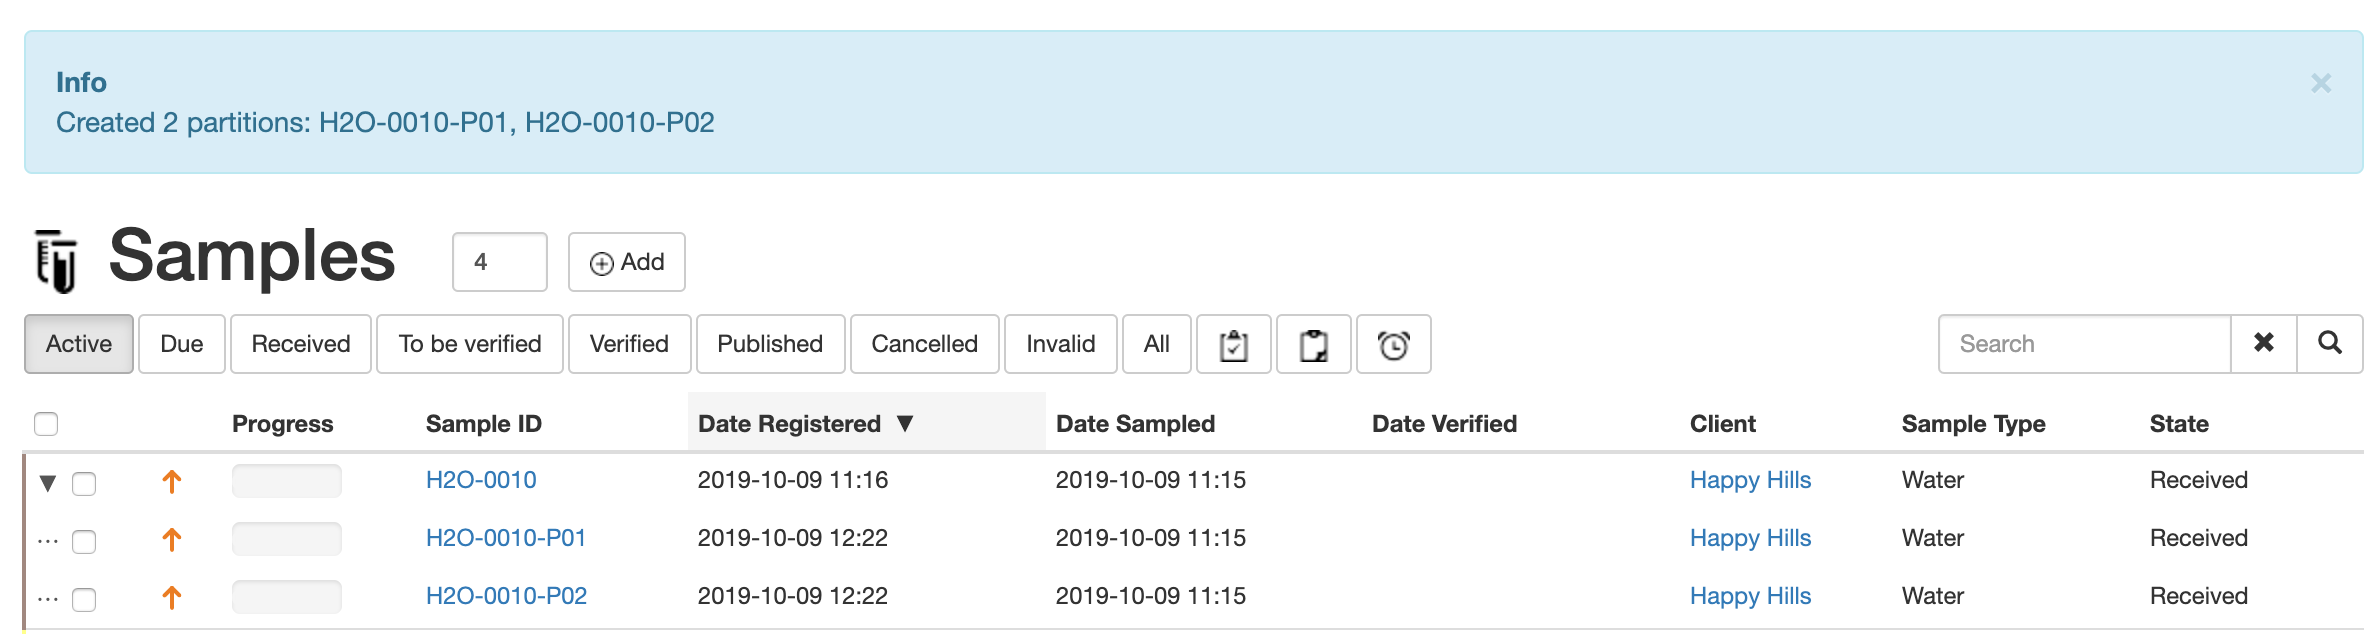 Info
Created 2 partitions: H2O-0010-P01, H2O-0010-P02
Samples 4 Add
Active Due Received To be verified Verified Published Cancelled Invalid All Search
Progress Sample ID Date Registered ▼ Date Sampled Date Verified Client Sample Type State
H2O-0010 2019-10-09 11:16 2019-10-09 11:15 Happy Hills Water Received
H2O-0010-P01 2019-10-09 12:22 2019-10-09 11:15 Happy Hills Water Received
H2O-0010-P02 2019-10-09 12:22 2019-10-09 11:15 Happy Hills Water Received